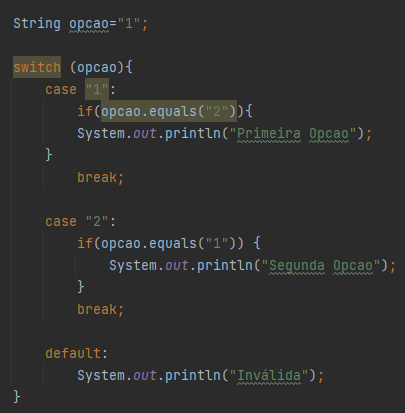 String opcao="1";
switch (opcao){
case "1":
if(opcao.equals("2")){
System.out.println("Primeira Opcao");
}
break;
case "2":
if(opcao.equals("1")) {
System.out.println("Segunda Opcao");
}
break;
default:
System.out.println("Inválida");
}